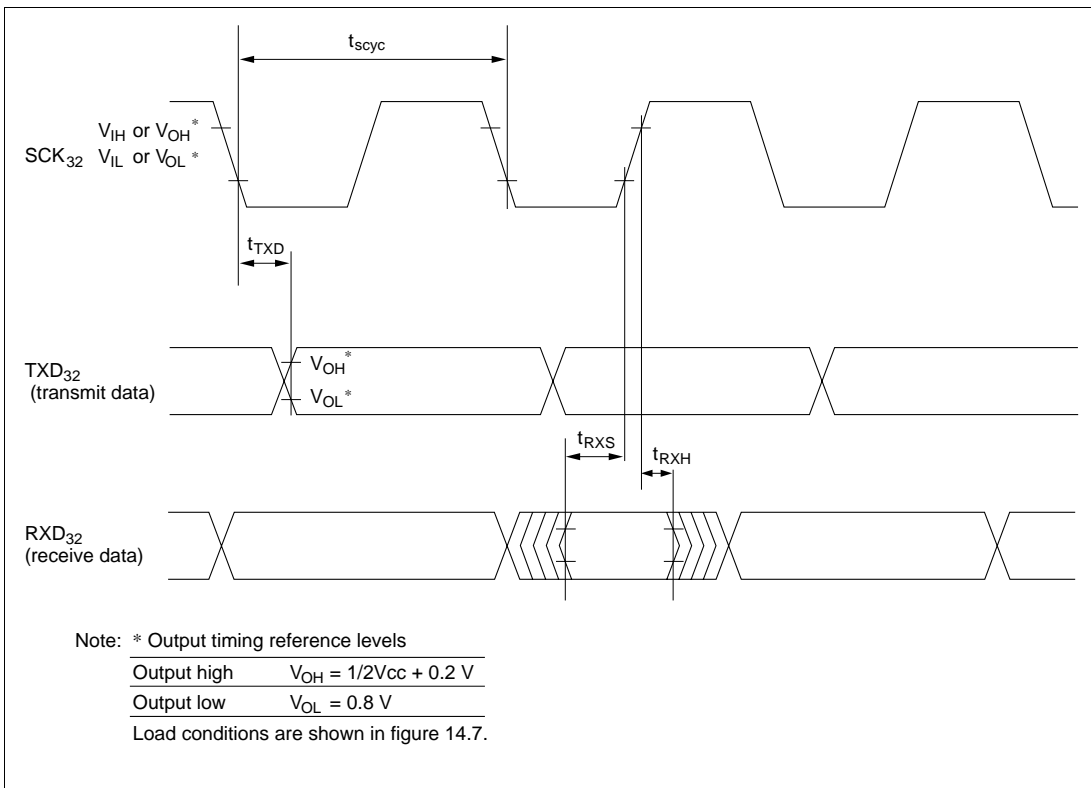 tscyc
VIH or VOH*
SCK32 VIL or VOL*
tTXD
TXD32
(transmit data)
VOH*
VOL*
tRXS
tRXH
RXD32
(receive data)
Note: * Output timing reference levels
Output high VOH = 1/2Vcc + 0.2 V
Output low VOL = 0.8 V
Load conditions are shown in figure 14.7.